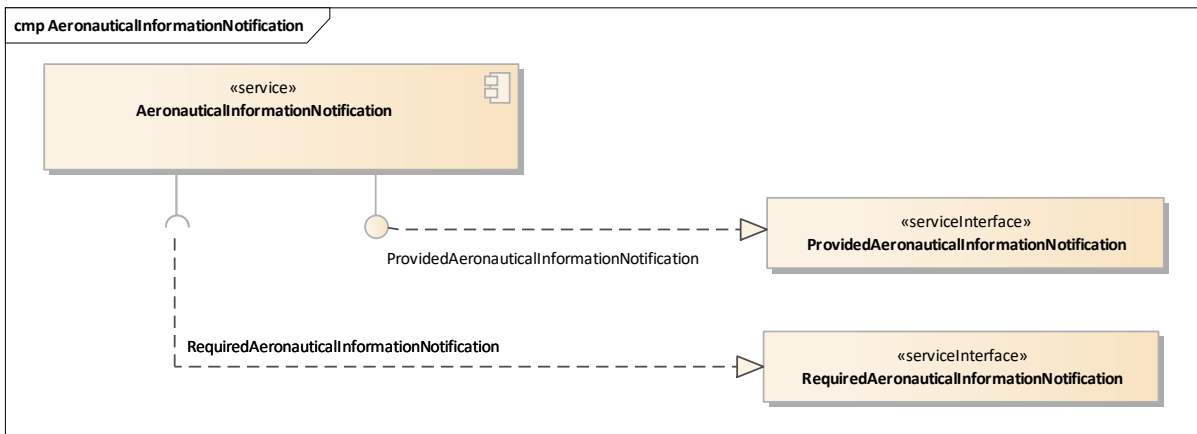 cmp AeronauticalInformationNotification
«service»
AeronauticalInformationNotification
«serviceInterface»
ProvidedAeronauticalInformationNotification
ProvidedAeronauticalInformationNotification
RequiredAeronauticalInformationNotification
«serviceInterface»
RequiredAeronauticalInformationNotification